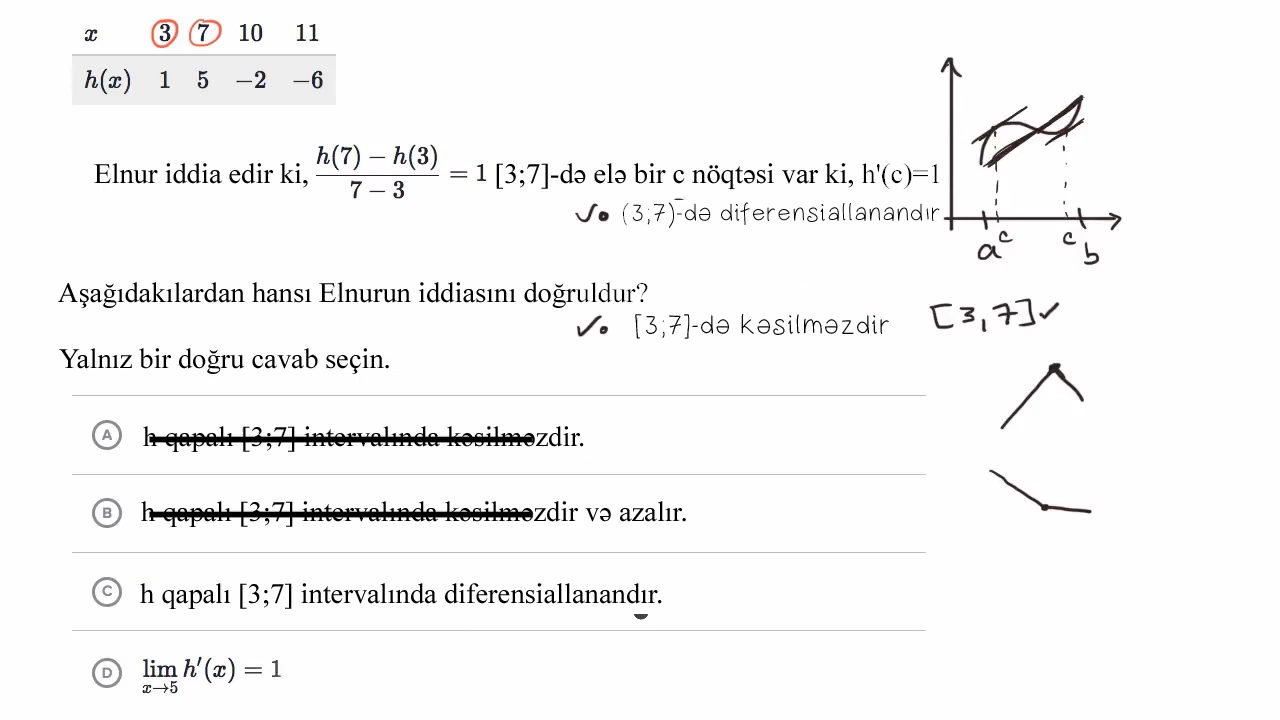 x 3 7 10 11
h(x) 1 5 −2 −6
Elnur iddia edir ki, h(7) − h(3) / 7 − 3 = 1 [3;7]-də elə bir c nöqtəsi var ki, h'(c)=1
(3;7)-də diferensiallanandır
a c c b
Aşağıdakılardan hansı Elnurun iddiasını doğruldur?
[3;7]-də kəsilməzdir
[3,7] ✓
Yalnız bir doğru cavab seçin.
A h qapalı [3;7] intervalında kəsilməzdir.
B h qapalı [3;7] intervalında kəsilməzdir və azalır.
C h qapalı [3;7] intervalında diferensiallanandır.
D lim x→5 h′(x) = 1